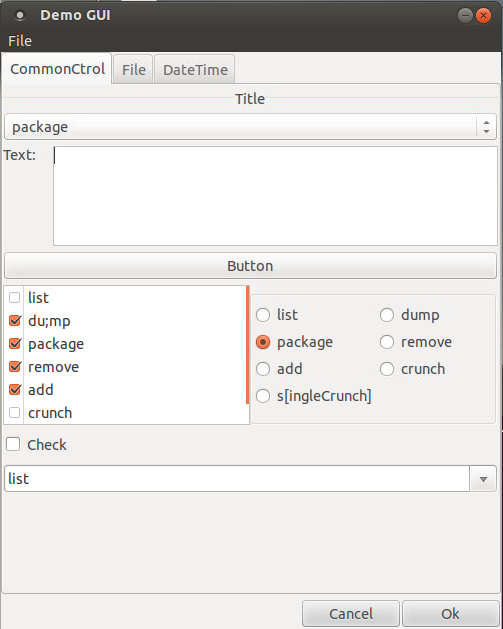 Demo GUI
File
CommonCtrol File DateTime
Title
package
Text:
Button
list
du;mp
package
remove
add
crunch
list dump
package remove
add crunch
s[ingleCrunch]
Check
list
Cancel Ok